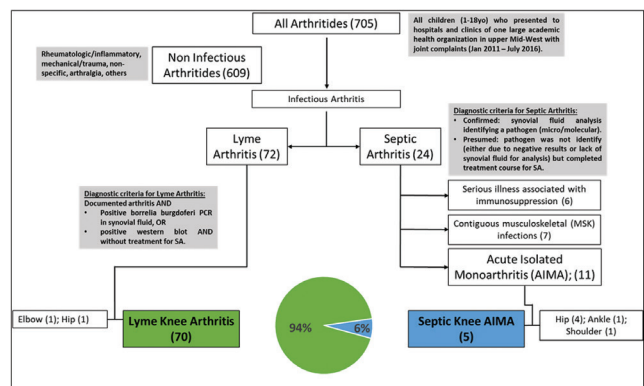 All Arthritides (705)
All children (1-18yo) who presented to
hospitals and clinics of one large academic
health organization in upper Mid-West with
joint complaints (Jan 2011 – July 2016).
Rheumatologic/inflammatory,
mechanical/trauma, non-
specific, arthralgia, others
Non Infectious
Arthritides (609)
Infectious Arthritis
Lyme
Arthritis (72)
Septic
Arthritis (24)
Diagnostic criteria for Septic Arthritis:
• Confirmed: synovial fluid analysis
identifying a pathogen (micro/molecular).
• Presumed: pathogen was not identify
(either due to negative results or lack of
synovial fluid for analysis) but completed
treatment course for SA.
Diagnostic criteria for Lyme Arthritis:
Documented arthritis AND
• Positive borrelia burgdoferi PCR
in synovial fluid, OR
• positive western blot AND
without treatment for SA.
Serious illness associated with
immunosuppression (6)
Contiguous musculoskeletal (MSK)
infections (7)
Acute Isolated
Monoarthritis (AIMA); (11)
Elbow (1); Hip (1)
Lyme Knee Arthritis
(70)
94%
6%
Septic Knee AIMA
(5)
Hip (4); Ankle (1);
Shoulder (1)